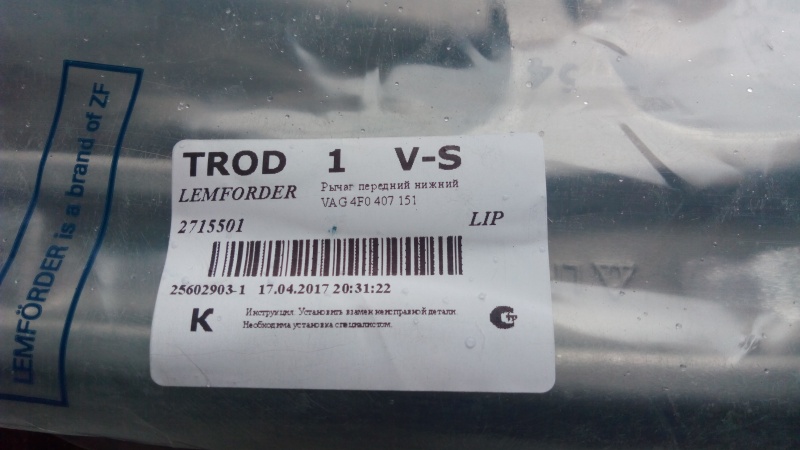 LEMFÖRDER is a brand of ZF
TROD 1 V-S
LEMFORDER
Рычаг передний нижний
VAG 4F0 407 151
2715501
LIP
25602903-1 17.04.2017 20:31:22
K
Инструкция. Установить взамен неисправной детали.
Необходима установка специалистом.